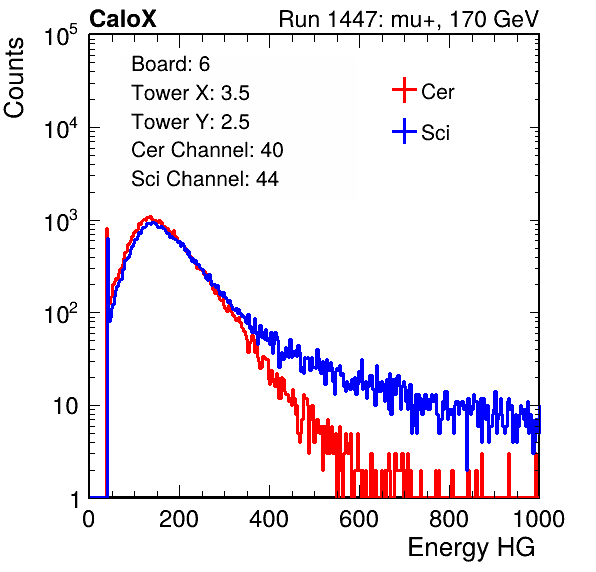 CaloX Run 1447: mu+, 170 GeV
Board: 6
Tower X: 3.5
Tower Y: 2.5
Cer Channel: 40
Sci Channel: 44
Cer
Sci
Counts
10^5
10^4
10^3
10^2
10
1
0 200 400 600 800 1000
Energy HG